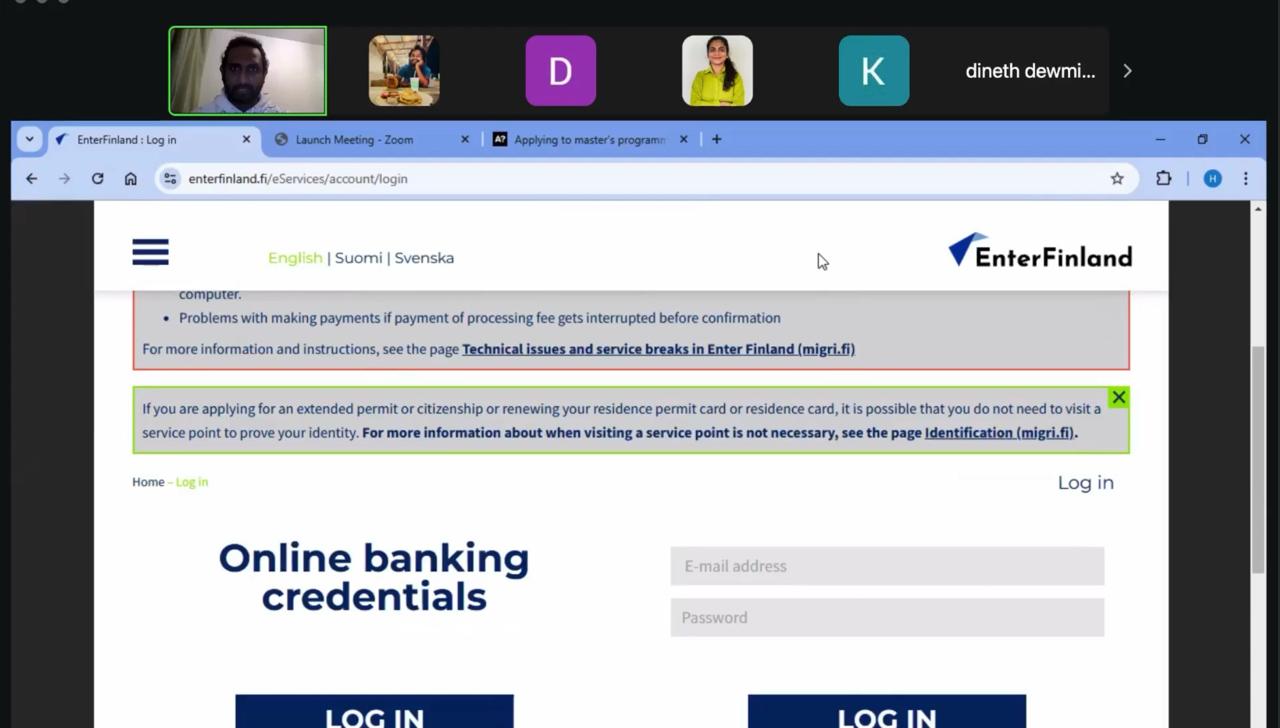 D
K
dineth dewmi...
EnterFinland : Log in
Launch Meeting - Zoom
A?
Applying to master's programm
enterfinland.fi/eServices/account/login
H
English | Suomi | Svenska
EnterFinland
computer.
Problems with making payments if payment of processing fee gets interrupted before confirmation
For more information and instructions, see the page Technical issues and service breaks in Enter Finland (migri.fi)
If you are applying for an extended permit or citizenship or renewing your residence permit card or residence card, it is possible that you do not need to visit a
service point to prove your identity. For more information about when visiting a service point is not necessary, see the page Identification (migri.fi).
Home – Log in
Log in
Online banking
credentials
E-mail address
Password
LOG IN
LOG IN